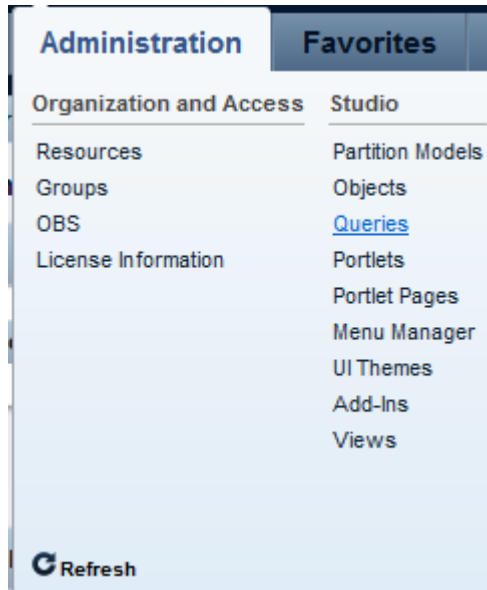 Administration
Favorites
Organization and Access
Resources
Groups
OBS
License Information
Studio
Partition Models
Objects
Queries
Portlets
Portlet Pages
Menu Manager
UI Themes
Add-Ins
Views
Refresh